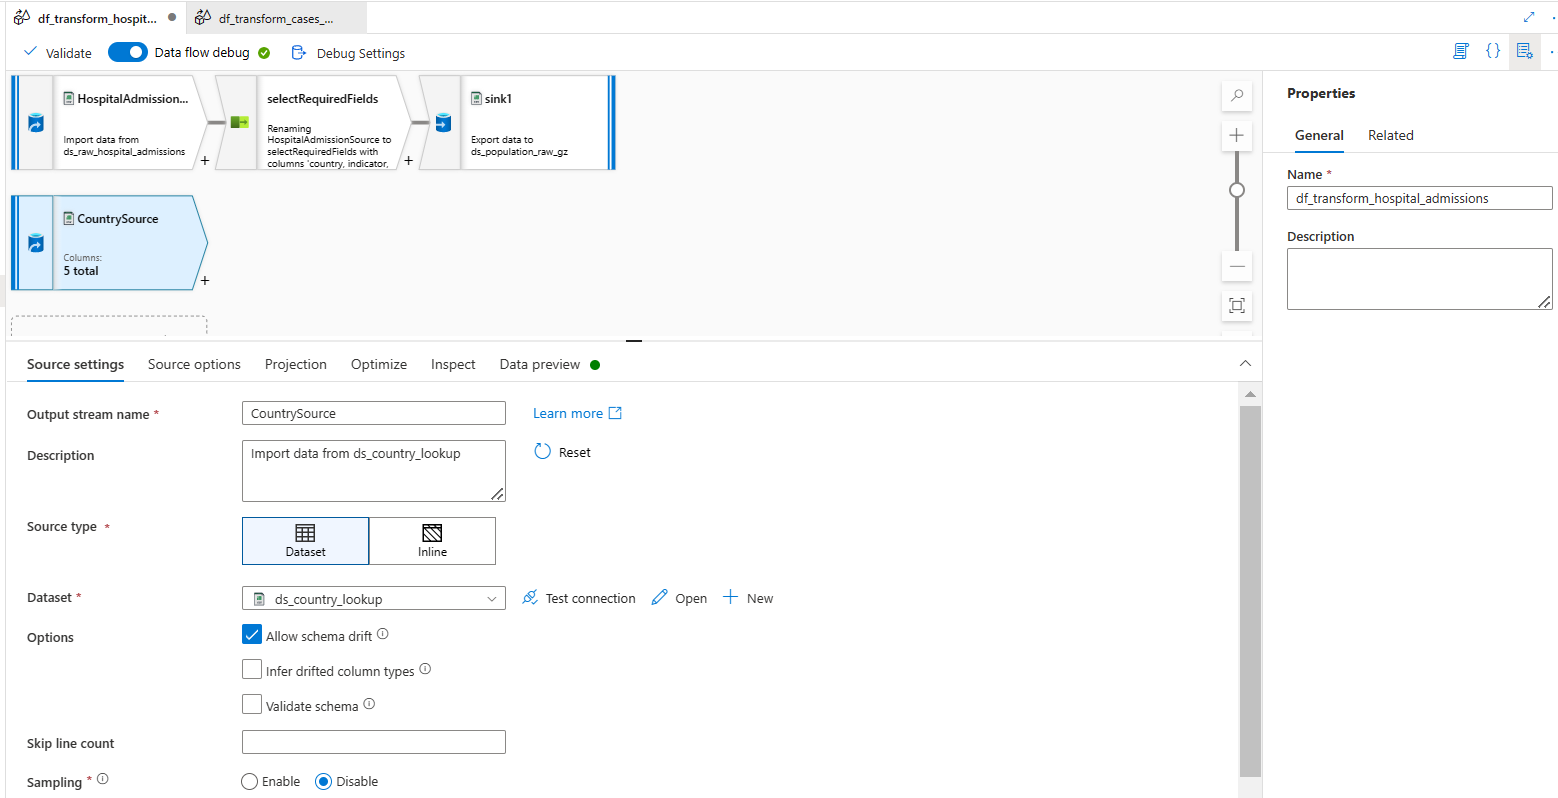 df_transform_hospit...
df_transform_cases_...
Validate
Data flow debug
Debug Settings
HospitalAdmission...
Import data from
ds_raw_hospital_admissions
+
selectRequiredFields
Renaming
HospitalAdmissionSource to
selectRequiredFields with
columns 'country, indicator,
+
sink1
Export data to
ds_population_raw_gz
CountrySource
Columns:
5 total
+
Properties
General
Related
Name *
df_transform_hospital_admissions
Description
Source settings
Source options
Projection
Optimize
Inspect
Data preview
Output stream name *
CountrySource
Learn more
Description
Import data from ds_country_lookup
Reset
Source type *
Dataset
Inline
Dataset *
ds_country_lookup
Test connection
Open
New
Options
Allow schema drift
Infer drifted column types
Validate schema
Skip line count
Sampling *
Enable
Disable